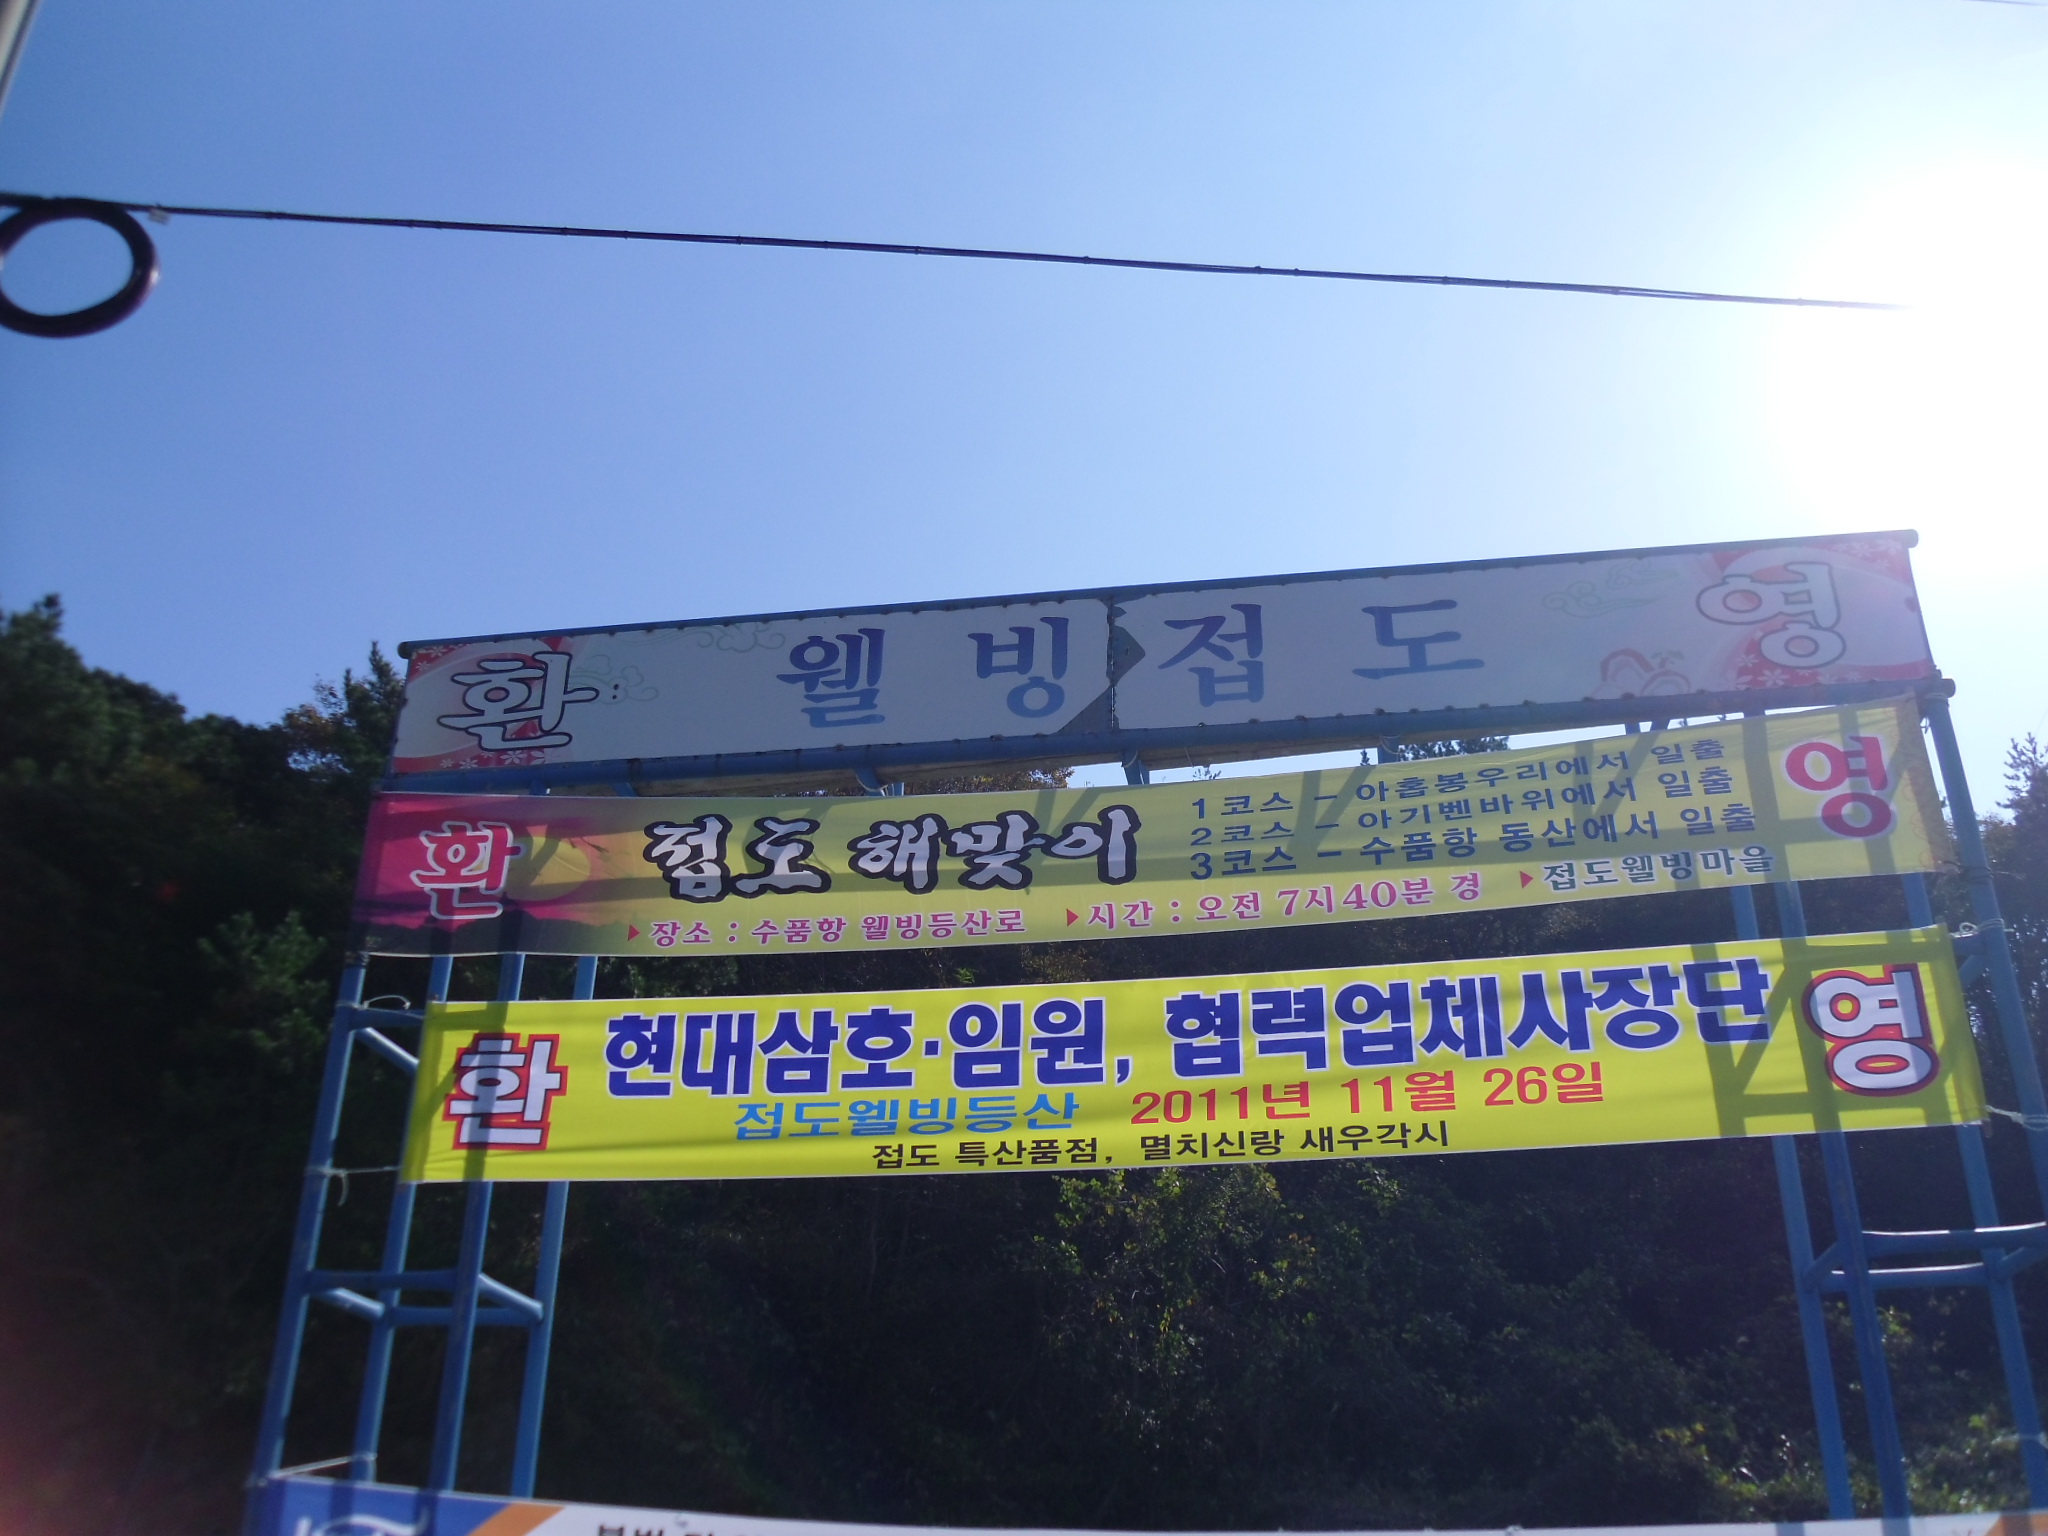 환 웰빙접도 영
환 접도 해맞이 영
1코스 - 아홉봉우리에서 일출
2코스 - 아기벤바위에서 일출
3코스 - 수품항 동산에서 일출
▶장소 : 수품항 웰빙등산로 ▶시간 : 오전 7시40분 경 ▶접도웰빙마을
환 현대삼호·임원, 협력업체사장단 영
접도웰빙등산 2011년 11월 26일
접도 특산품점, 멸치신랑 새우각시